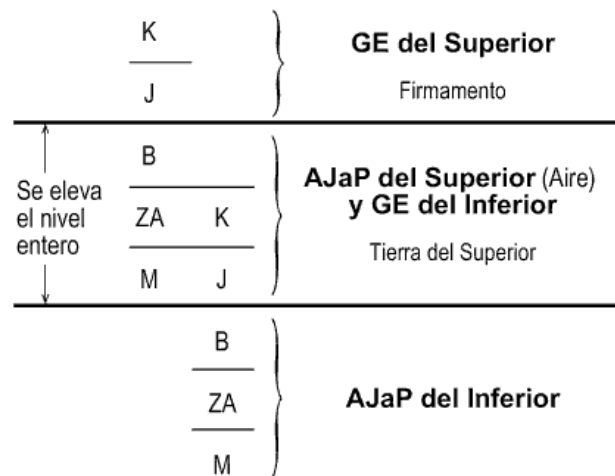 K
GE del Superior
J
Firmamento
B
Se eleva
el nivel
entero
AJaP del Superior (Aire)
y GE del Inferior
ZA K
Tierra del Superior
M J
B
ZA
AJaP del Inferior
M